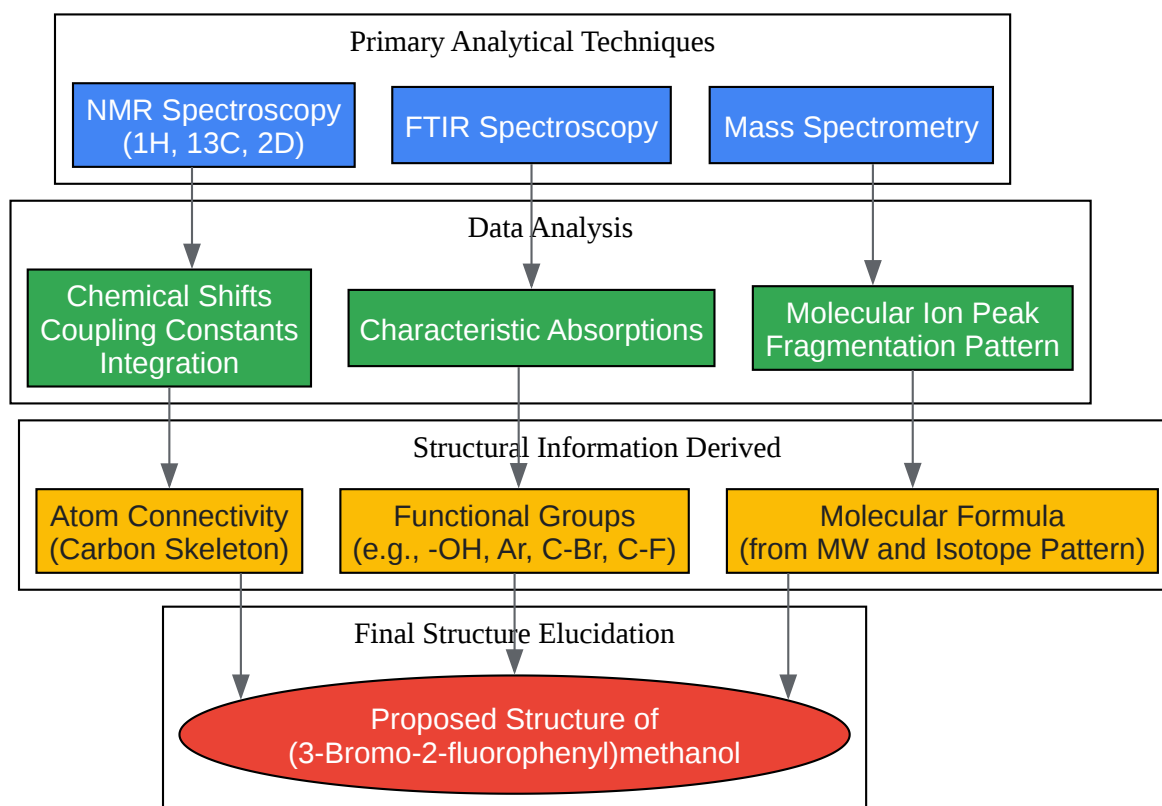 Primary Analytical Techniques
NMR Spectroscopy
(1H, 13C, 2D)
FTIR Spectroscopy
Mass Spectrometry
Data Analysis
Chemical Shifts
Coupling Constants
Integration
Characteristic Absorptions
Molecular Ion Peak
Fragmentation Pattern
Structural Information Derived
Atom Connectivity
(Carbon Skeleton)
Functional Groups
(e.g., -OH, Ar, C-Br, C-F)
Molecular Formula
(from MW and Isotope Pattern)
Final Structure Elucidation
Proposed Structure of
(3-Bromo-2-fluorophenyl)methanol